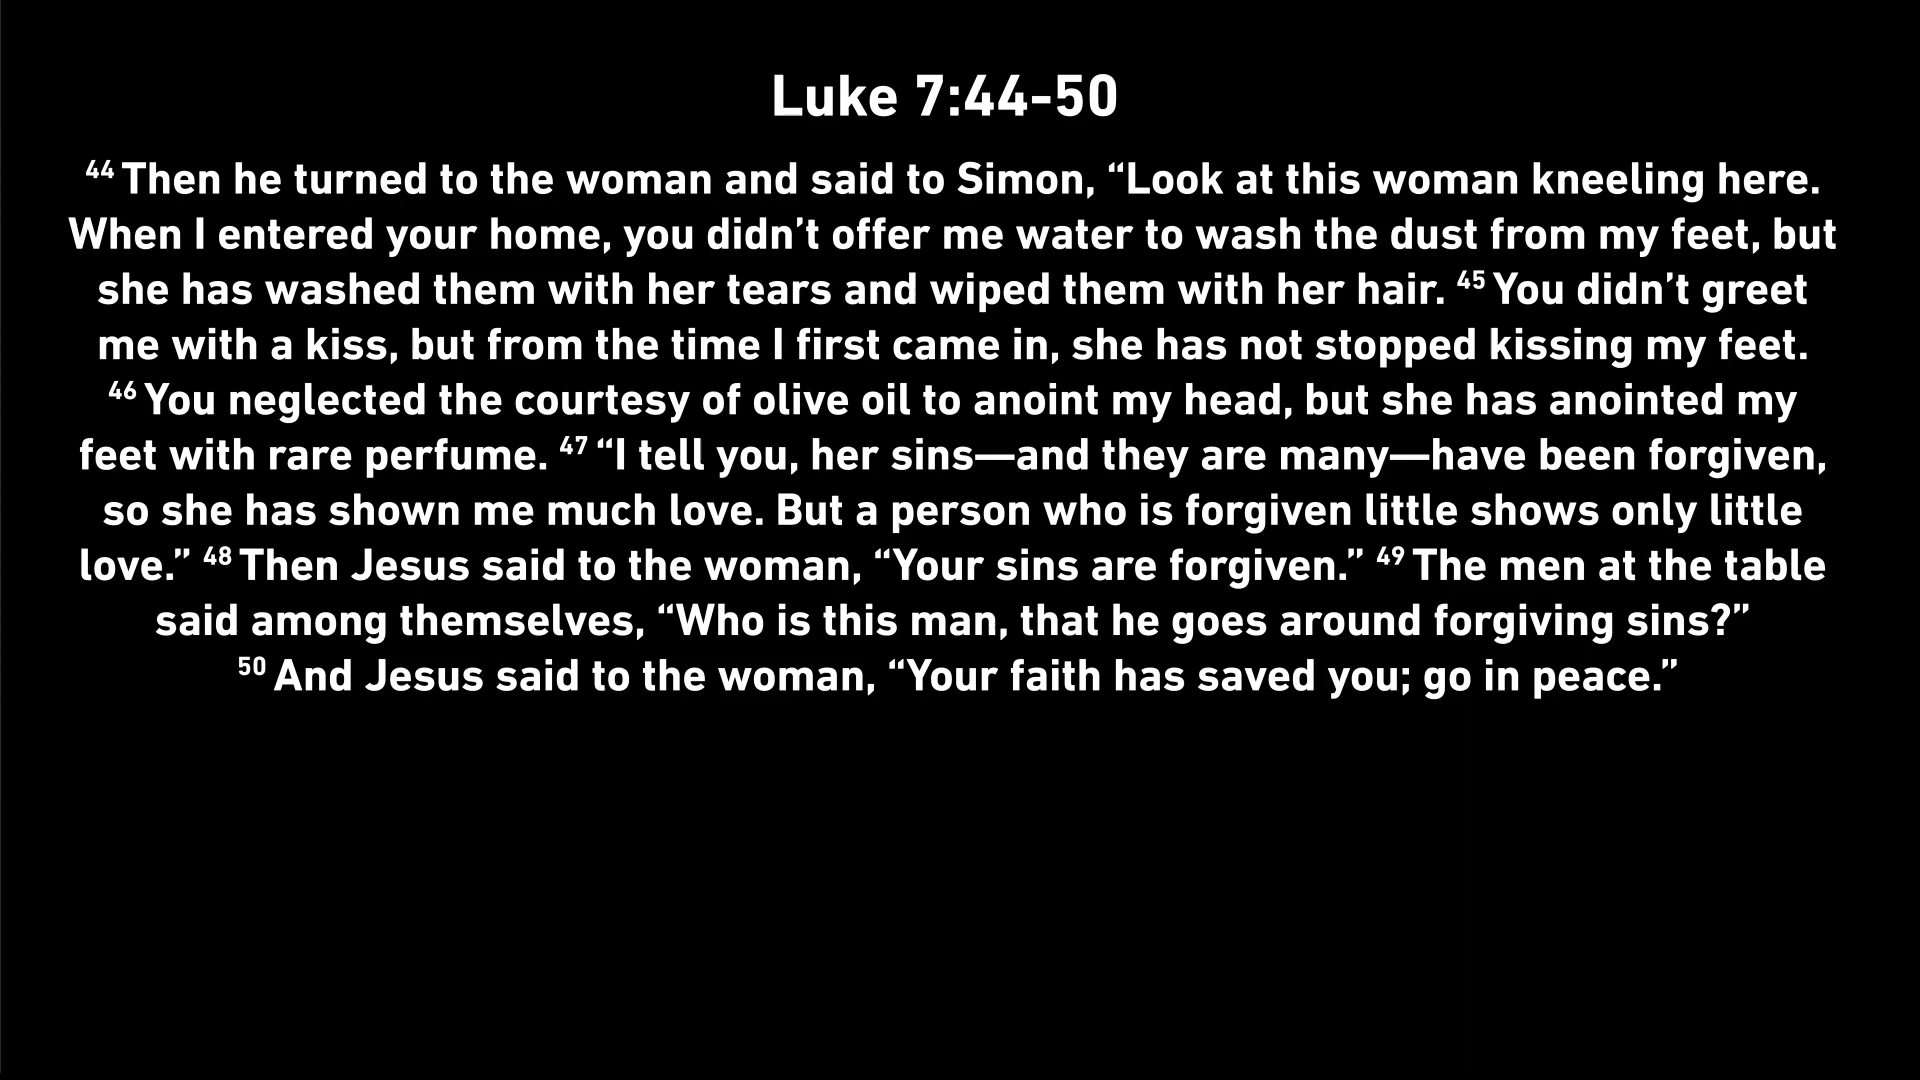 Luke 7:44-50
44 Then he turned to the woman and said to Simon, “Look at this woman kneeling here.
When I entered your home, you didn’t offer me water to wash the dust from my feet, but
she has washed them with her tears and wiped them with her hair. 45 You didn’t greet
me with a kiss, but from the time I first came in, she has not stopped kissing my feet.
46 You neglected the courtesy of olive oil to anoint my head, but she has anointed my
feet with rare perfume. 47 “I tell you, her sins—and they are many—have been forgiven,
so she has shown me much love. But a person who is forgiven little shows only little
love.” 48 Then Jesus said to the woman, “Your sins are forgiven.” 49 The men at the table
said among themselves, “Who is this man, that he goes around forgiving sins?”
50 And Jesus said to the woman, “Your faith has saved you; go in peace.”